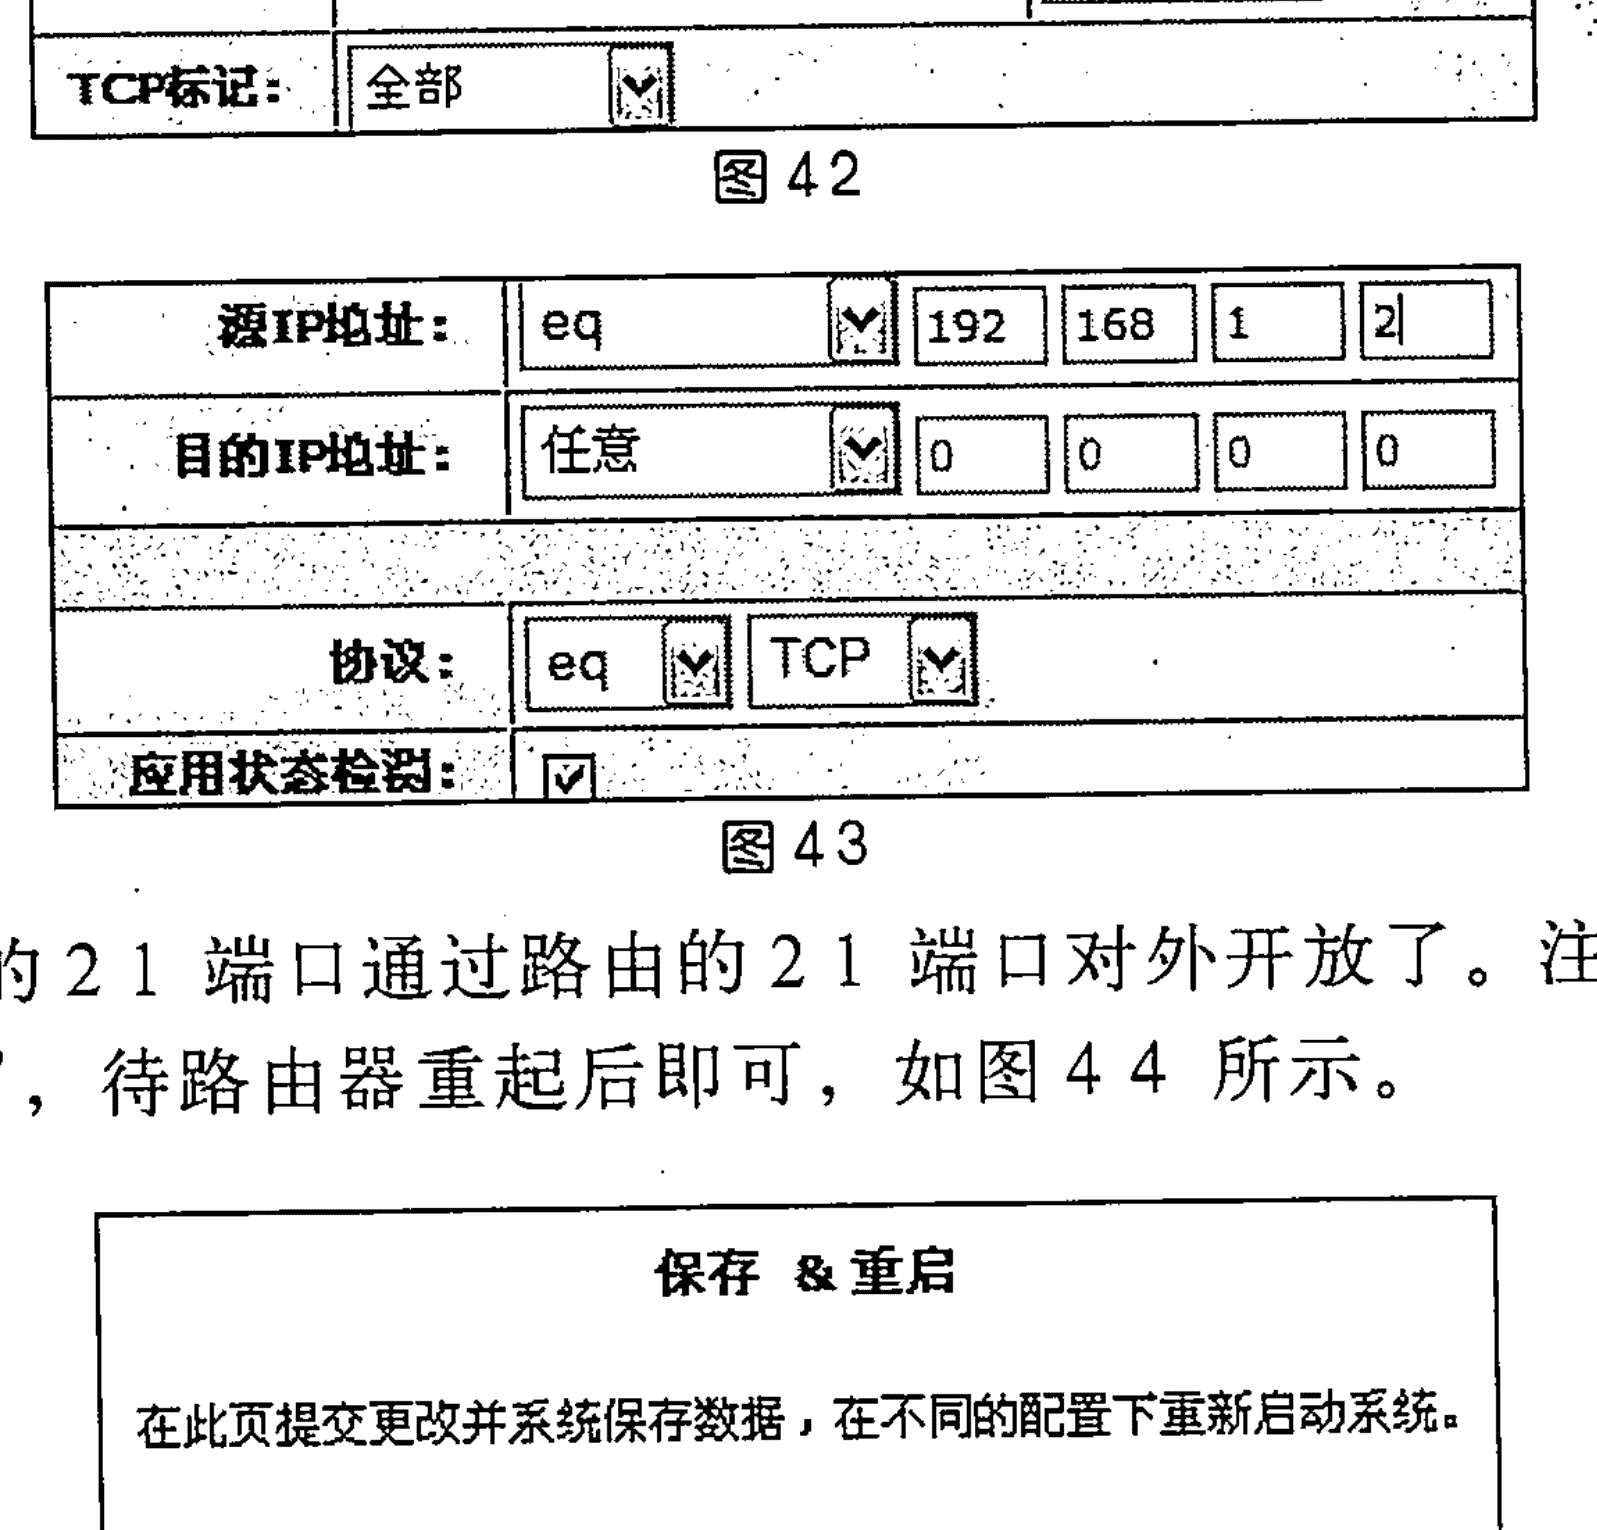 TCP标记: 全部
图42
源IP地址: eq 192 168 1 2
目的IP地址: 任意 0 0 0 0
协议: eq TCP
应用状态检测:
图43
的21 端口通过路由的21 端口对外开放了。注
”, 待路由器重起后即可, 如图44 所示。
保存 & 重启
在此页提交更改并系统保存数据,在不同的配置下重新启动系统。